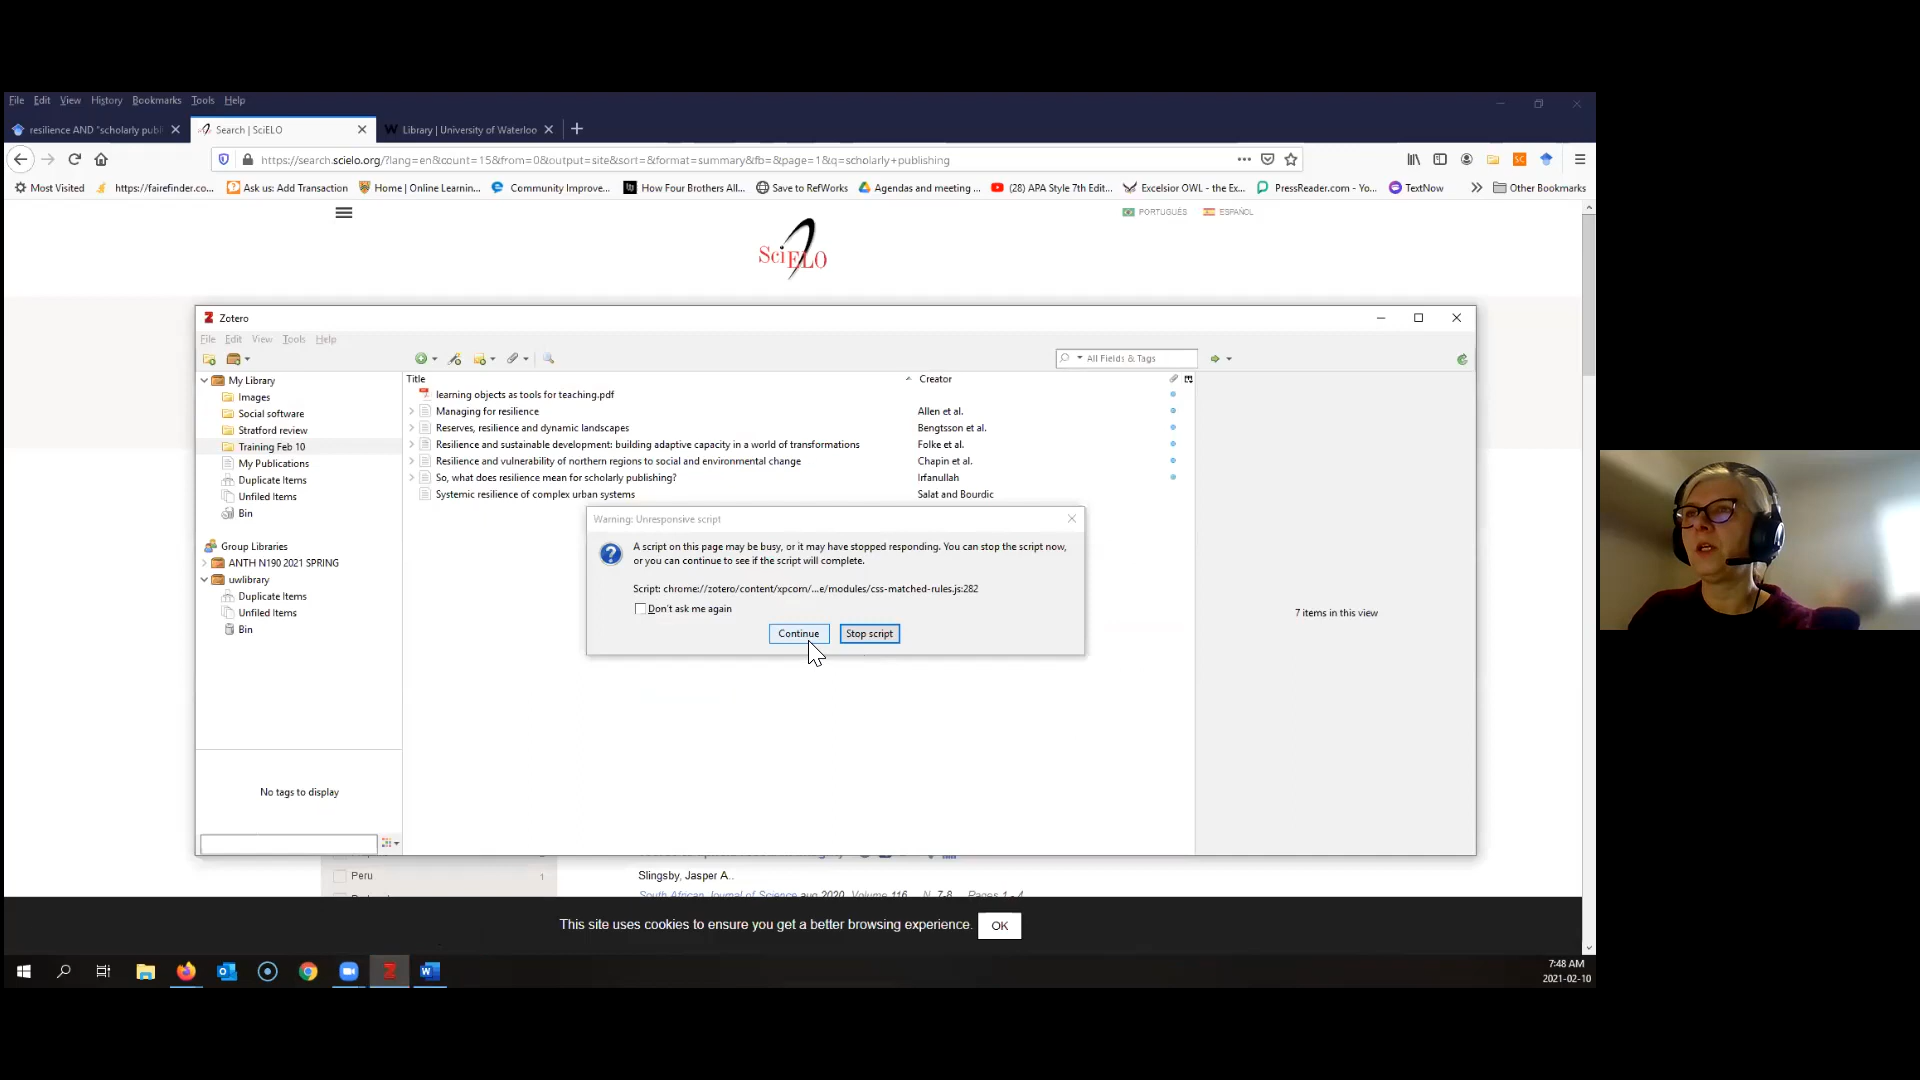 File Edit View History Bookmarks Tools Help
resilience AND "scholarly publ
Search | SciELO
Library | University of Waterloo
https://search.scielo.org/?lang=en&count=15&from=0&output=site&sort=&format=summary&fb=&page=1&q=scholarly+publishing
Most Visited https://fairefinder.co... Ask us: Add Transaction Home | Online Learnin... Community Improve... How Four Brothers All... Save to RefWorks Agendas and meeting ... (28) APA Style 7th Edit... Excelsior OWL - the Ex... PressReader.com - Yo... TextNow Other Bookmarks
PORTUGUÊS ESPAÑOL
SciELO
Zotero
File Edit View Tools Help
All Fields & Tags
My Library
Images
Social software
Stratford review
Training Feb 10
My Publications
Duplicate Items
Unfiled Items
Bin
Group Libraries
ANTH N190 2021 SPRING
uwlibrary
Duplicate Items
Unfiled Items
Bin
No tags to display
Title Creator
learning objects as tools for teaching.pdf
Managing for resilience Allen et al.
Reserves, resilience and dynamic landscapes Bengtsson et al.
Resilience and sustainable development: building adaptive capacity in a world of transformations Folke et al.
Resilience and vulnerability of northern regions to social and environmental change Chapin et al.
So, what does resilience mean for scholarly publishing? Irfanullah
Systemic resilience of complex urban systems Salat and Bourdic
Warning: Unresponsive script
A script on this page may be busy, or it may have stopped responding. You can stop the script now,
or you can continue to see if the script will complete.
Script: chrome://zotero/content/xpcom/...e/modules/css-matched-rules.js:282
Don't ask me again
Continue Stop script
7 items in this view
Peru 1
Slingsby, Jasper A..
South African Journal of Science aug 2020, Volume 116 N 7-8 Pages 1 - 4
This site uses cookies to ensure you get a better browsing experience. OK
7:48 AM
2021-02-10